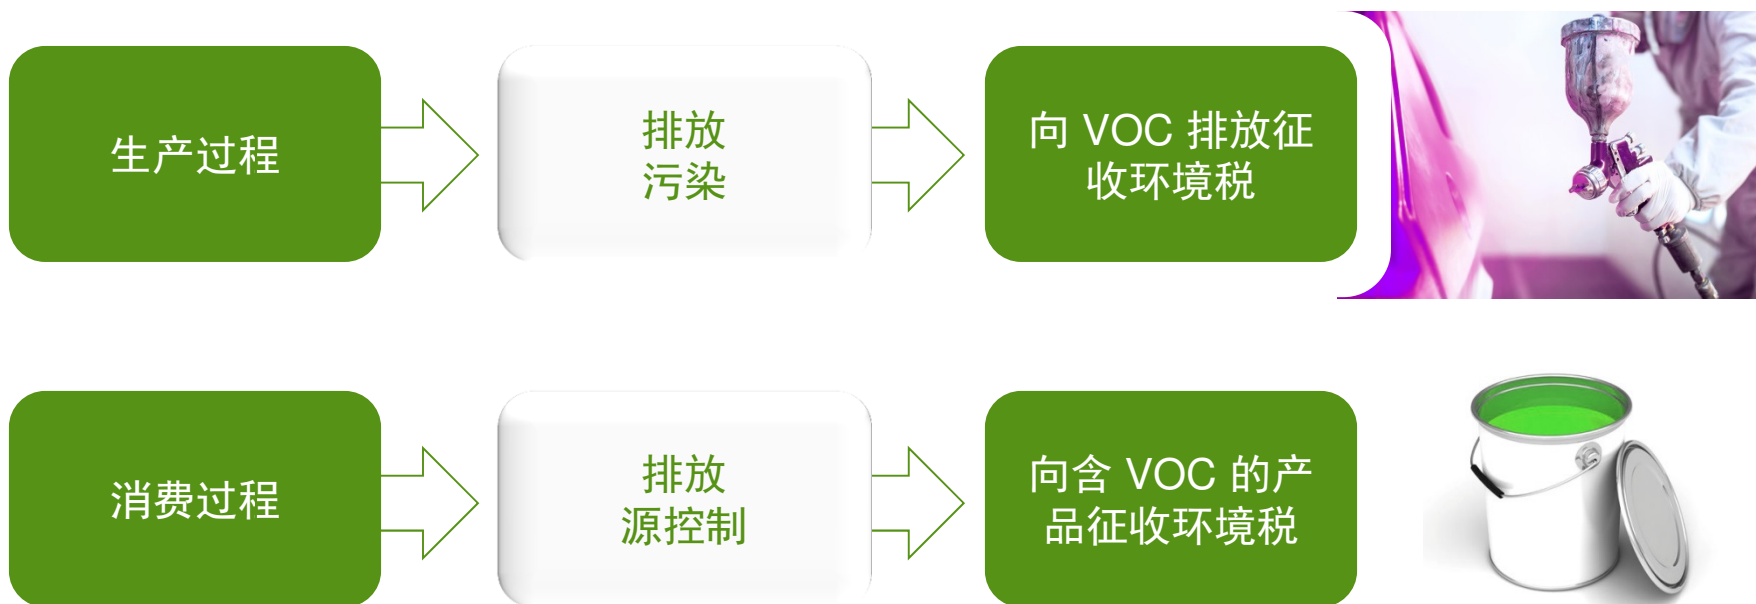 生产过程
排放
污染
向 VOC 排放征
收环境税
消费过程
排放
源控制
向含 VOC 的产
品征收环境税